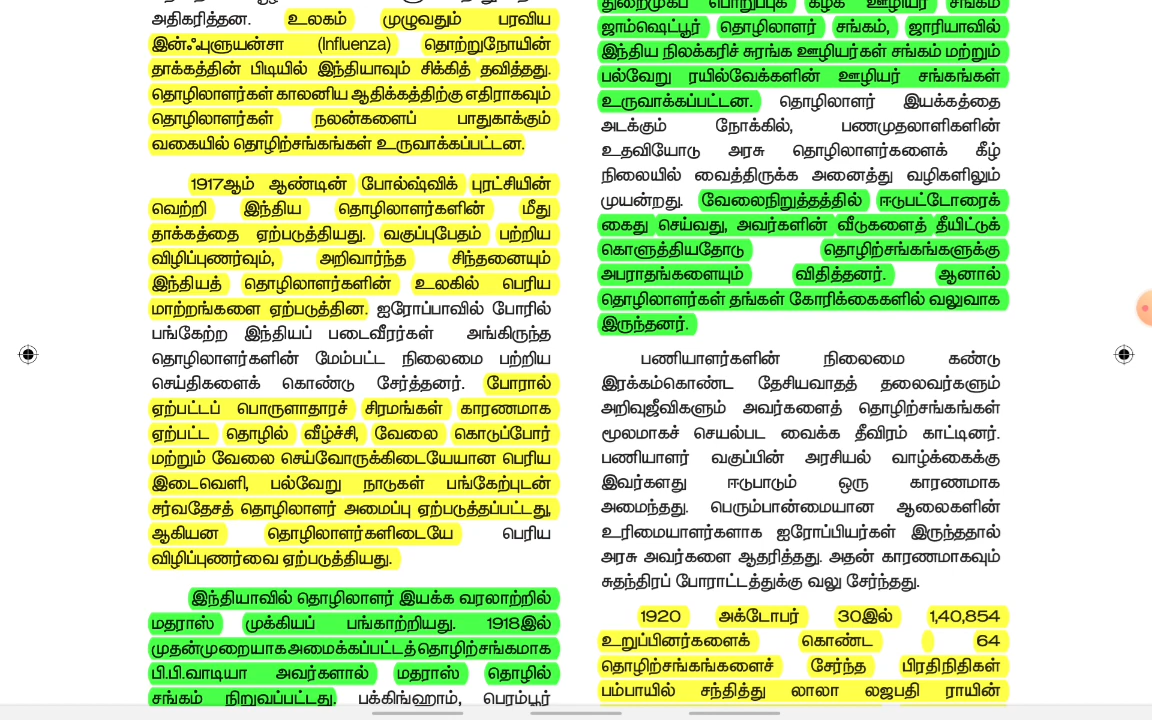 அதிகரித்தன. உலகம் முழுவதும் பரவிய
இன்ஃபுளுயன்சா (Influenza) தொற்றுநோயின்
தாக்கத்தின் பிடியில் இந்தியாவும் சிக்கித் தவித்தது.
தொழிலாளர்கள் காலனிய ஆதிக்கத்திற்கு எதிராகவும்
தொழிலாளர்கள் நலன்களைப் பாதுகாக்கும்
வகையில் தொழிற்சங்கங்கள் உருவாக்கப்பட்டன.
1917ஆம் ஆண்டின் போல்ஷ்விக் புரட்சியின்
வெற்றி இந்திய தொழிலாளர்களின் மீது
தாக்கத்தை ஏற்படுத்தியது. வகுப்புபேதம் பற்றிய
விழிப்புணர்வும், அறிவார்ந்த சிந்தனையும்
இந்தியத் தொழிலாளர்களின் உலகில் பெரிய
மாற்றங்களை ஏற்படுத்தின. ஐரோப்பாவில் போரில்
பங்கேற்ற இந்தியப் படைவீரர்கள் அங்கிருந்த
தொழிலாளர்களின் மேம்பட்ட நிலைமை பற்றிய
செய்திகளைக் கொண்டு சேர்த்தனர். போரால்
ஏற்பட்டப் பொருளாதாரச் சிரமங்கள் காரணமாக
ஏற்பட்ட தொழில் வீழ்ச்சி, வேலை கொடுப்போர்
மற்றும் வேலை செய்வோருக்கிடையேயான பெரிய
இடைவெளி, பல்வேறு நாடுகள் பங்கேற்புடன்
சர்வதேசத் தொழிலாளர் அமைப்பு ஏற்படுத்தப்பட்டது,
ஆகியன தொழிலாளர்களிடையே பெரிய
விழிப்புணர்வை ஏற்படுத்தியது.
இந்தியாவில் தொழிலாளர் இயக்க வரலாற்றில்
மதராஸ் முக்கியப் பங்காற்றியது. 1918இல்
முதன்முறையாக அமைக்கப்பட்டத் தொழிற்சங்கமாக
பி.பி.வாடியா அவர்களால் மதராஸ் தொழில்
சங்கம் நிறுவப்பட்டது. பக்கிங்ஹாம், பெரம்பூர்
துறைமுகப் பொறுப்புக் கழக ஊழியர் சங்கம்
ஜாம்ஷெட்பூர் தொழிலாளர் சங்கம், ஜாரியாவில்
இந்திய நிலக்கரிச் சுரங்க ஊழியர்கள் சங்கம் மற்றும்
பல்வேறு ரயில்வேக்களின் ஊழியர் சங்கங்கள்
உருவாக்கப்பட்டன. தொழிலாளர் இயக்கத்தை
அடக்கும் நோக்கில், பணமுதலாளிகளின்
உதவியோடு அரசு தொழிலாளர்களைக் கீழ்
நிலையில் வைத்திருக்க அனைத்து வழிகளிலும்
முயன்றது. வேலைநிறுத்தத்தில் ஈடுபட்டோரைக்
கைது செய்வது, அவர்களின் வீடுகளைத் தீயிட்டுக்
கொளுத்தியதோடு தொழிற்சங்கங்களுக்கு
அபராதங்களையும் விதித்தனர். ஆனால்
தொழிலாளர்கள் தங்கள் கோரிக்கைகளில் வலுவாக
இருந்தனர்.
பணியாளர்களின் நிலைமை கண்டு
இரக்கம்கொண்ட தேசியவாதத் தலைவர்களும்
அறிவுஜீவிகளும் அவர்களைத் தொழிற்சங்கங்கள்
மூலமாகச் செயல்பட வைக்க தீவிரம் காட்டினர்.
பணியாளர் வகுப்பின் அரசியல் வாழ்க்கைக்கு
இவர்களது ஈடுபாடும் ஒரு காரணமாக
அமைந்தது. பெரும்பான்மையான ஆலைகளின்
உரிமையாளர்களாக ஐரோப்பியர்கள் இருந்ததால்
அரசு அவர்களை ஆதரித்தது. அதன் காரணமாகவும்
சுதந்திரப் போராட்டத்துக்கு வலு சேர்ந்தது.
1920 அக்டோபர் 30இல் 1,40,854
உறுப்பினர்களைக் கொண்ட 64
தொழிற்சங்கங்களைச் சேர்ந்த பிரதிநிதிகள்
பம்பாயில் சந்தித்து லாலா லஜபதி ராயின்